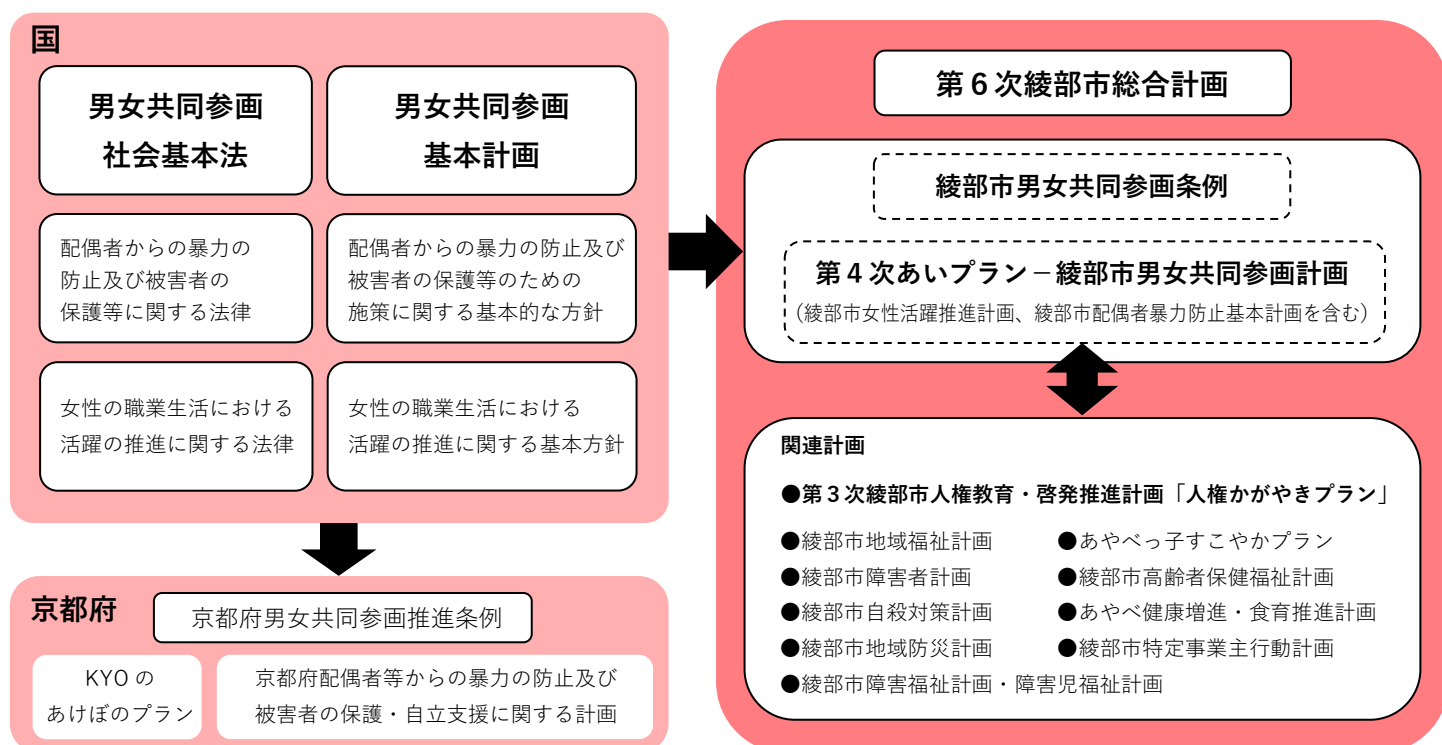 国
男女共同参画
社会基本法
男女共同参画
基本計画
配偶者からの暴力の
防止及び被害者の
保護等に関する法律
配偶者からの暴力の防止及び
被害者の保護等のための
施策に関する基本的な方針
女性の職業生活における
活躍の推進に関する法律
女性の職業生活における
活躍の推進に関する基本方針
京都府
京都府男女共同参画推進条例
KYO の
あけぼのプラン
京都府配偶者等からの暴力の防止及び
被害者の保護・自立支援に関する計画
第６次綾部市総合計画
綾部市男女共同参画条例
第４次あいプラン－綾部市男女共同参画計画
（綾部市女性活躍推進計画、綾部市配偶者暴力防止基本計画を含む）
関連計画
●第３次綾部市人権教育・啓発推進計画「人権かがやきプラン」
●綾部市地域福祉計画
●あやべっ子すこやかプラン
●綾部市障害者計画
●綾部市高齢者保健福祉計画
●綾部市自殺対策計画
●あやべ健康増進・食育推進計画
●綾部市地域防災計画
●綾部市特定事業主行動計画
●綾部市障害福祉計画・障害児福祉計画